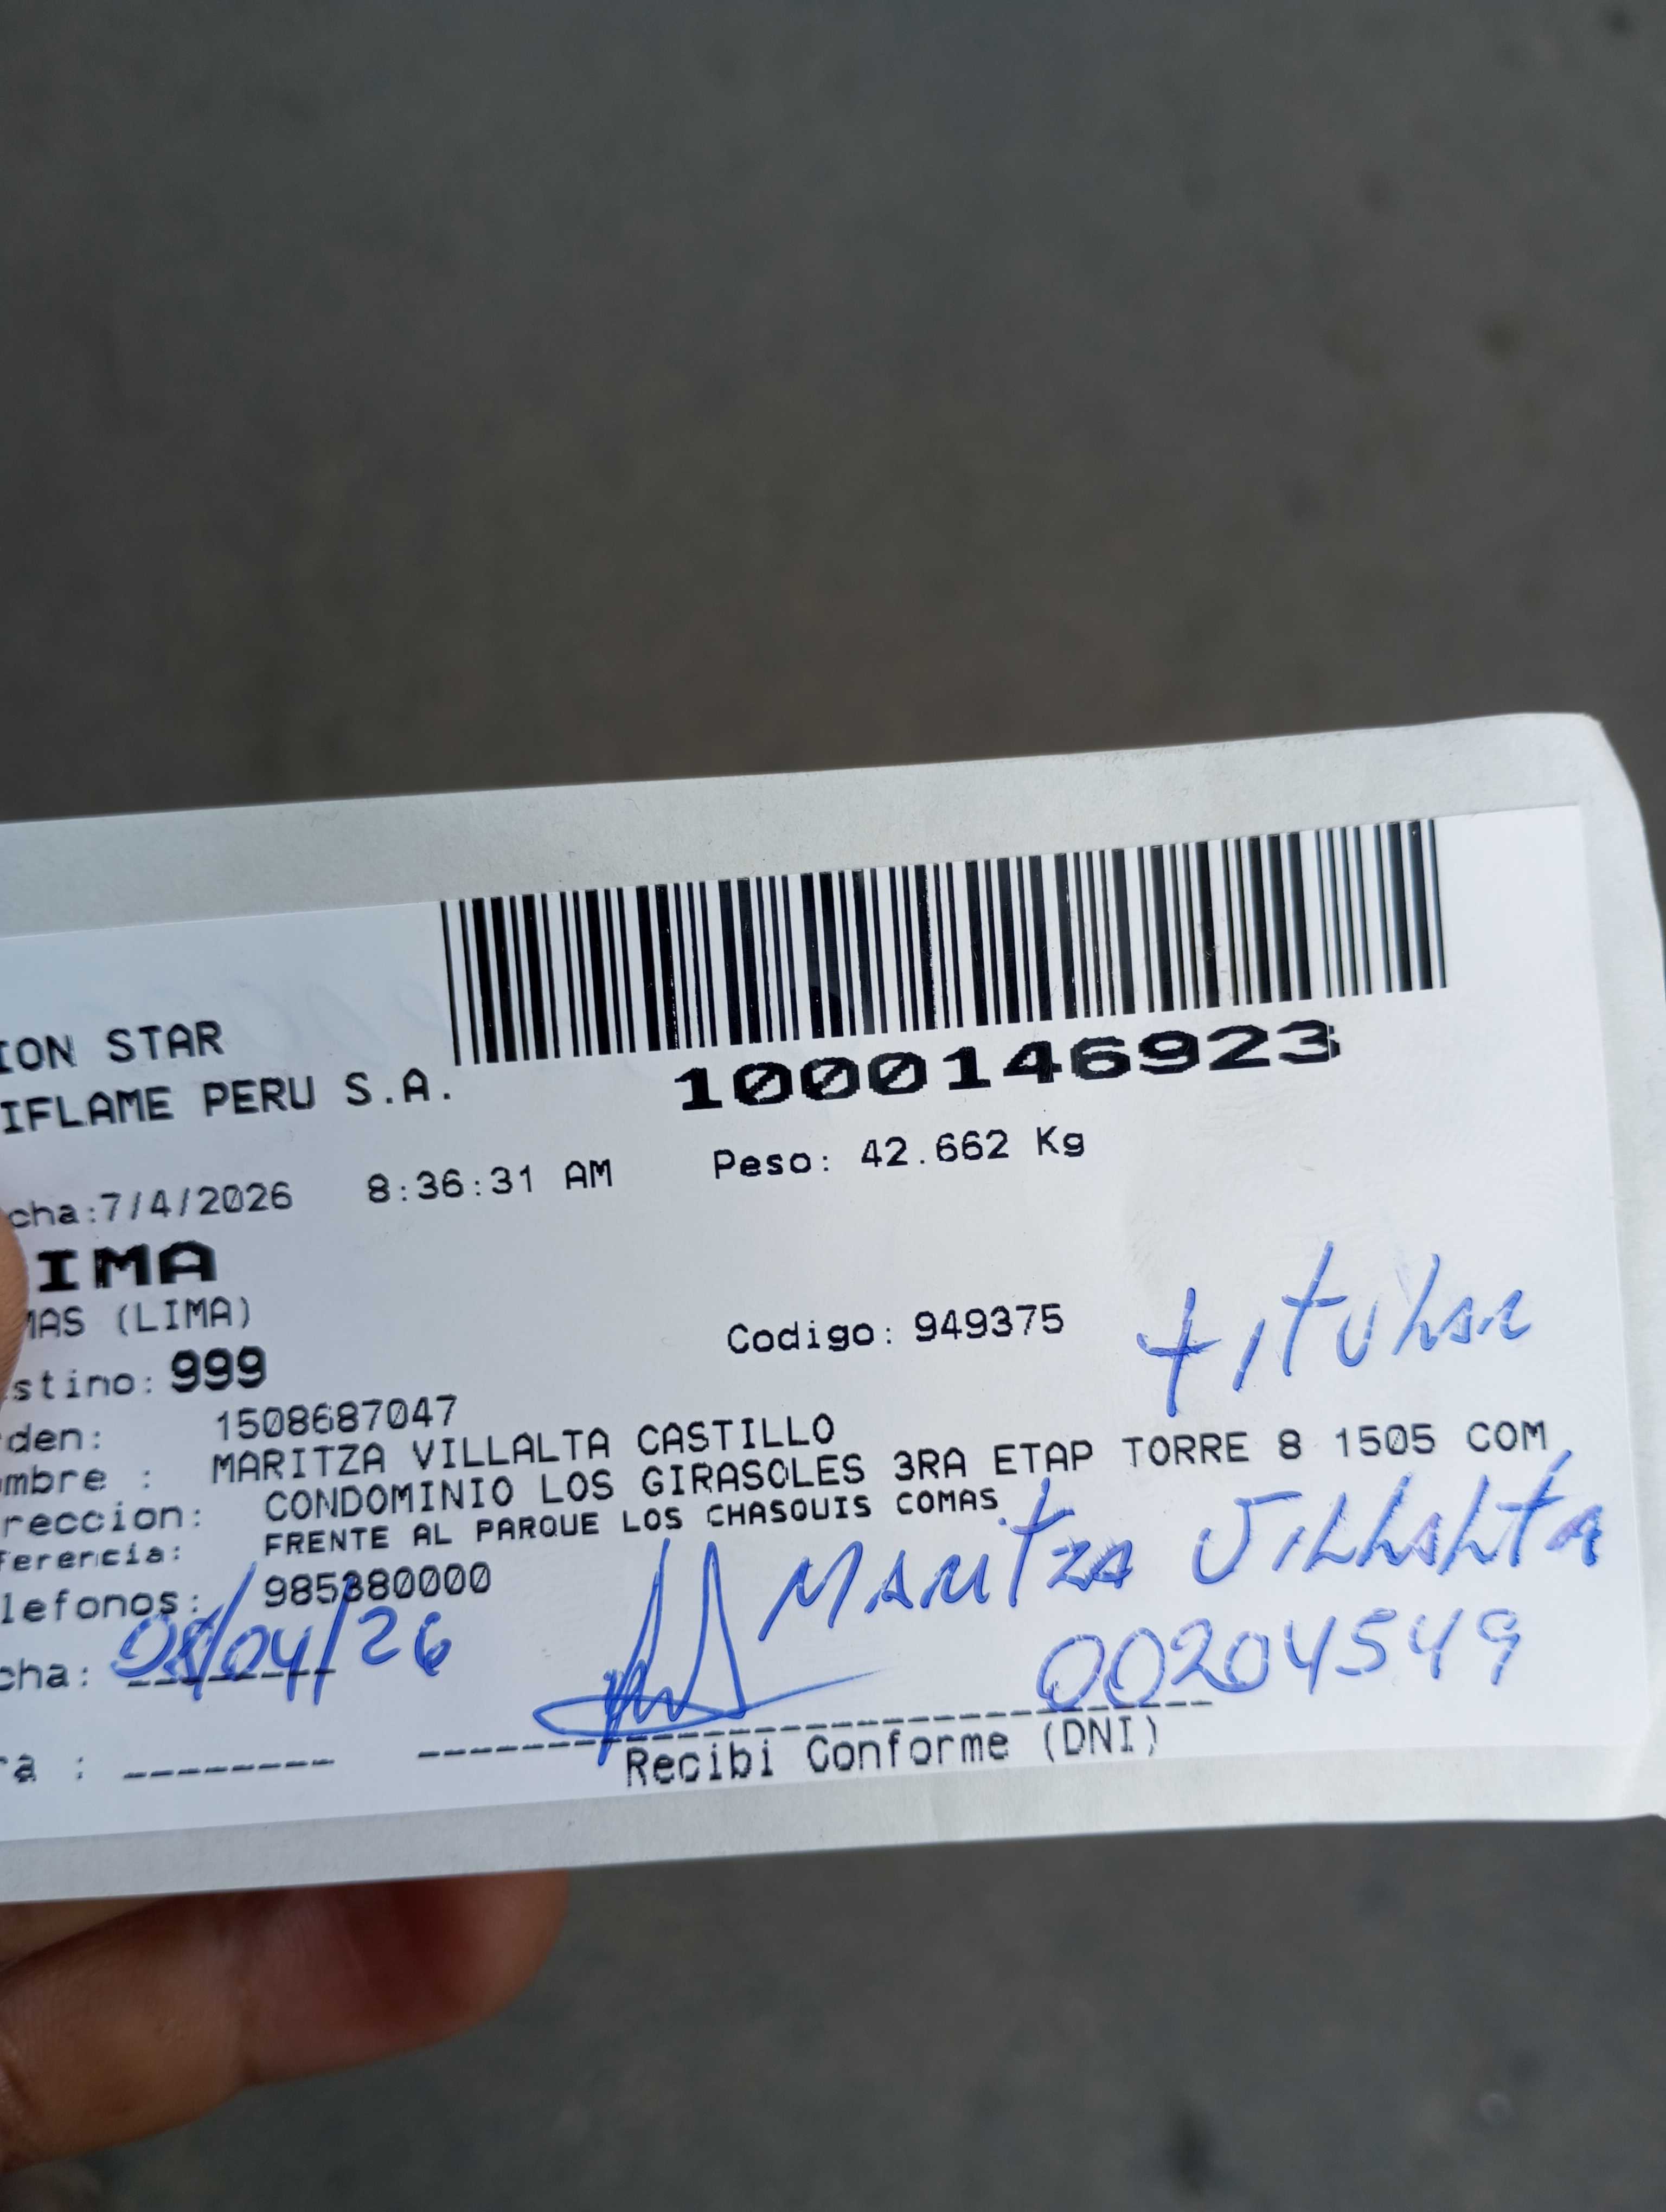 ION STAR
IFLAME PERU S.A.
1000146923
cha:7/4/2026 8:36:31 AM Peso: 42.662 Kg
IMA
MAS (LIMA)
Codigo: 949375
titular
stino: 999
den: 1508687047
mbre : MARITZA VILLALTA CASTILLO
reccion: CONDOMINIO LOS GIRASOLES 3RA ETAP TORRE 8 1505 COM
ferencia: FRENTE AL PARQUE LOS CHASQUIS COMAS
lefonos: 985380000
Maritza Villalta
cha: 08/04/26
00204549
ra :
Recibi Conforme (DNI)